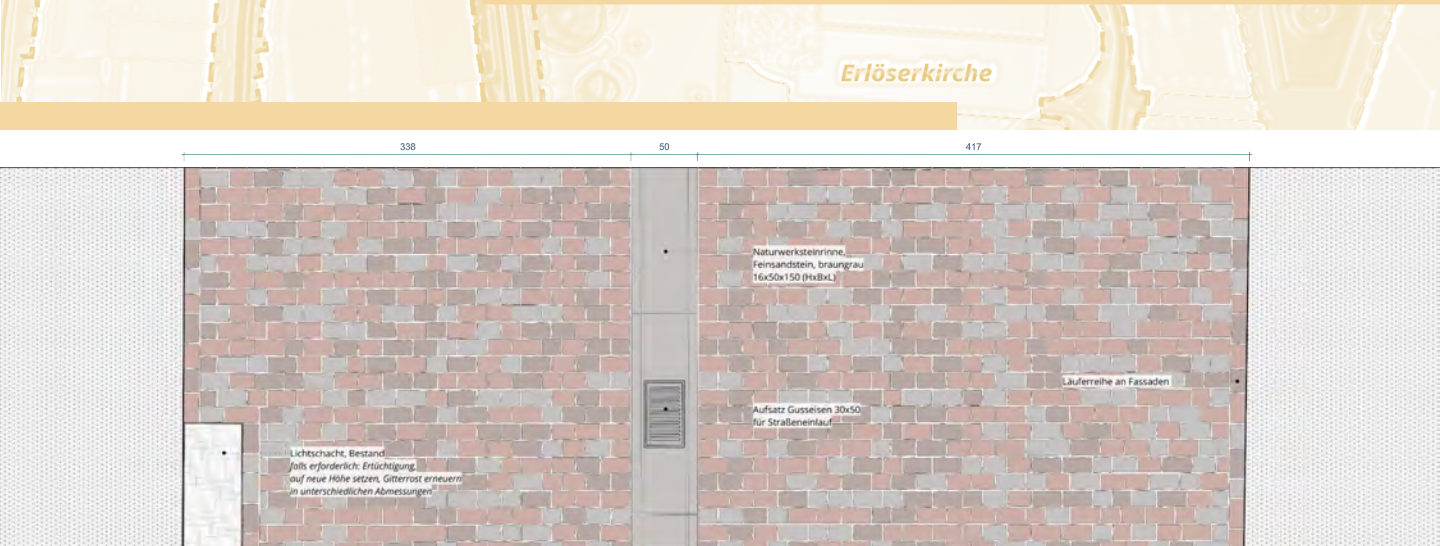 Erlöserkirche
338
50
417
Naturwerksteinrinne,
Feinsandstein, braungrau
16x50x150 (HxBxL)
Läuferreihe an Fassaden
Aufsatz Gusseisen 30x50
für Straßeneinlauf
Lichtschacht, Bestand
falls erforderlich: Ertüchtigung,
auf neue Höhe setzen, Gitterrost erneuern
in unterschiedlichen Abmessungen